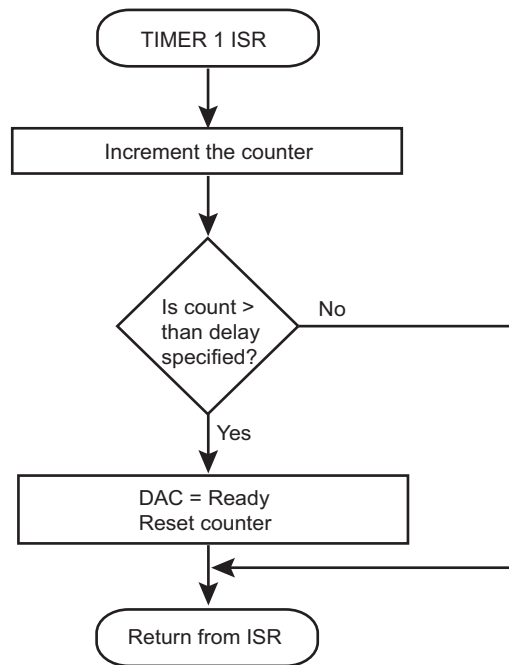 TIMER 1 ISR
Increment the counter
Is count >
than delay
specified?
No
Yes
DAC = Ready
Reset counter
Return from ISR